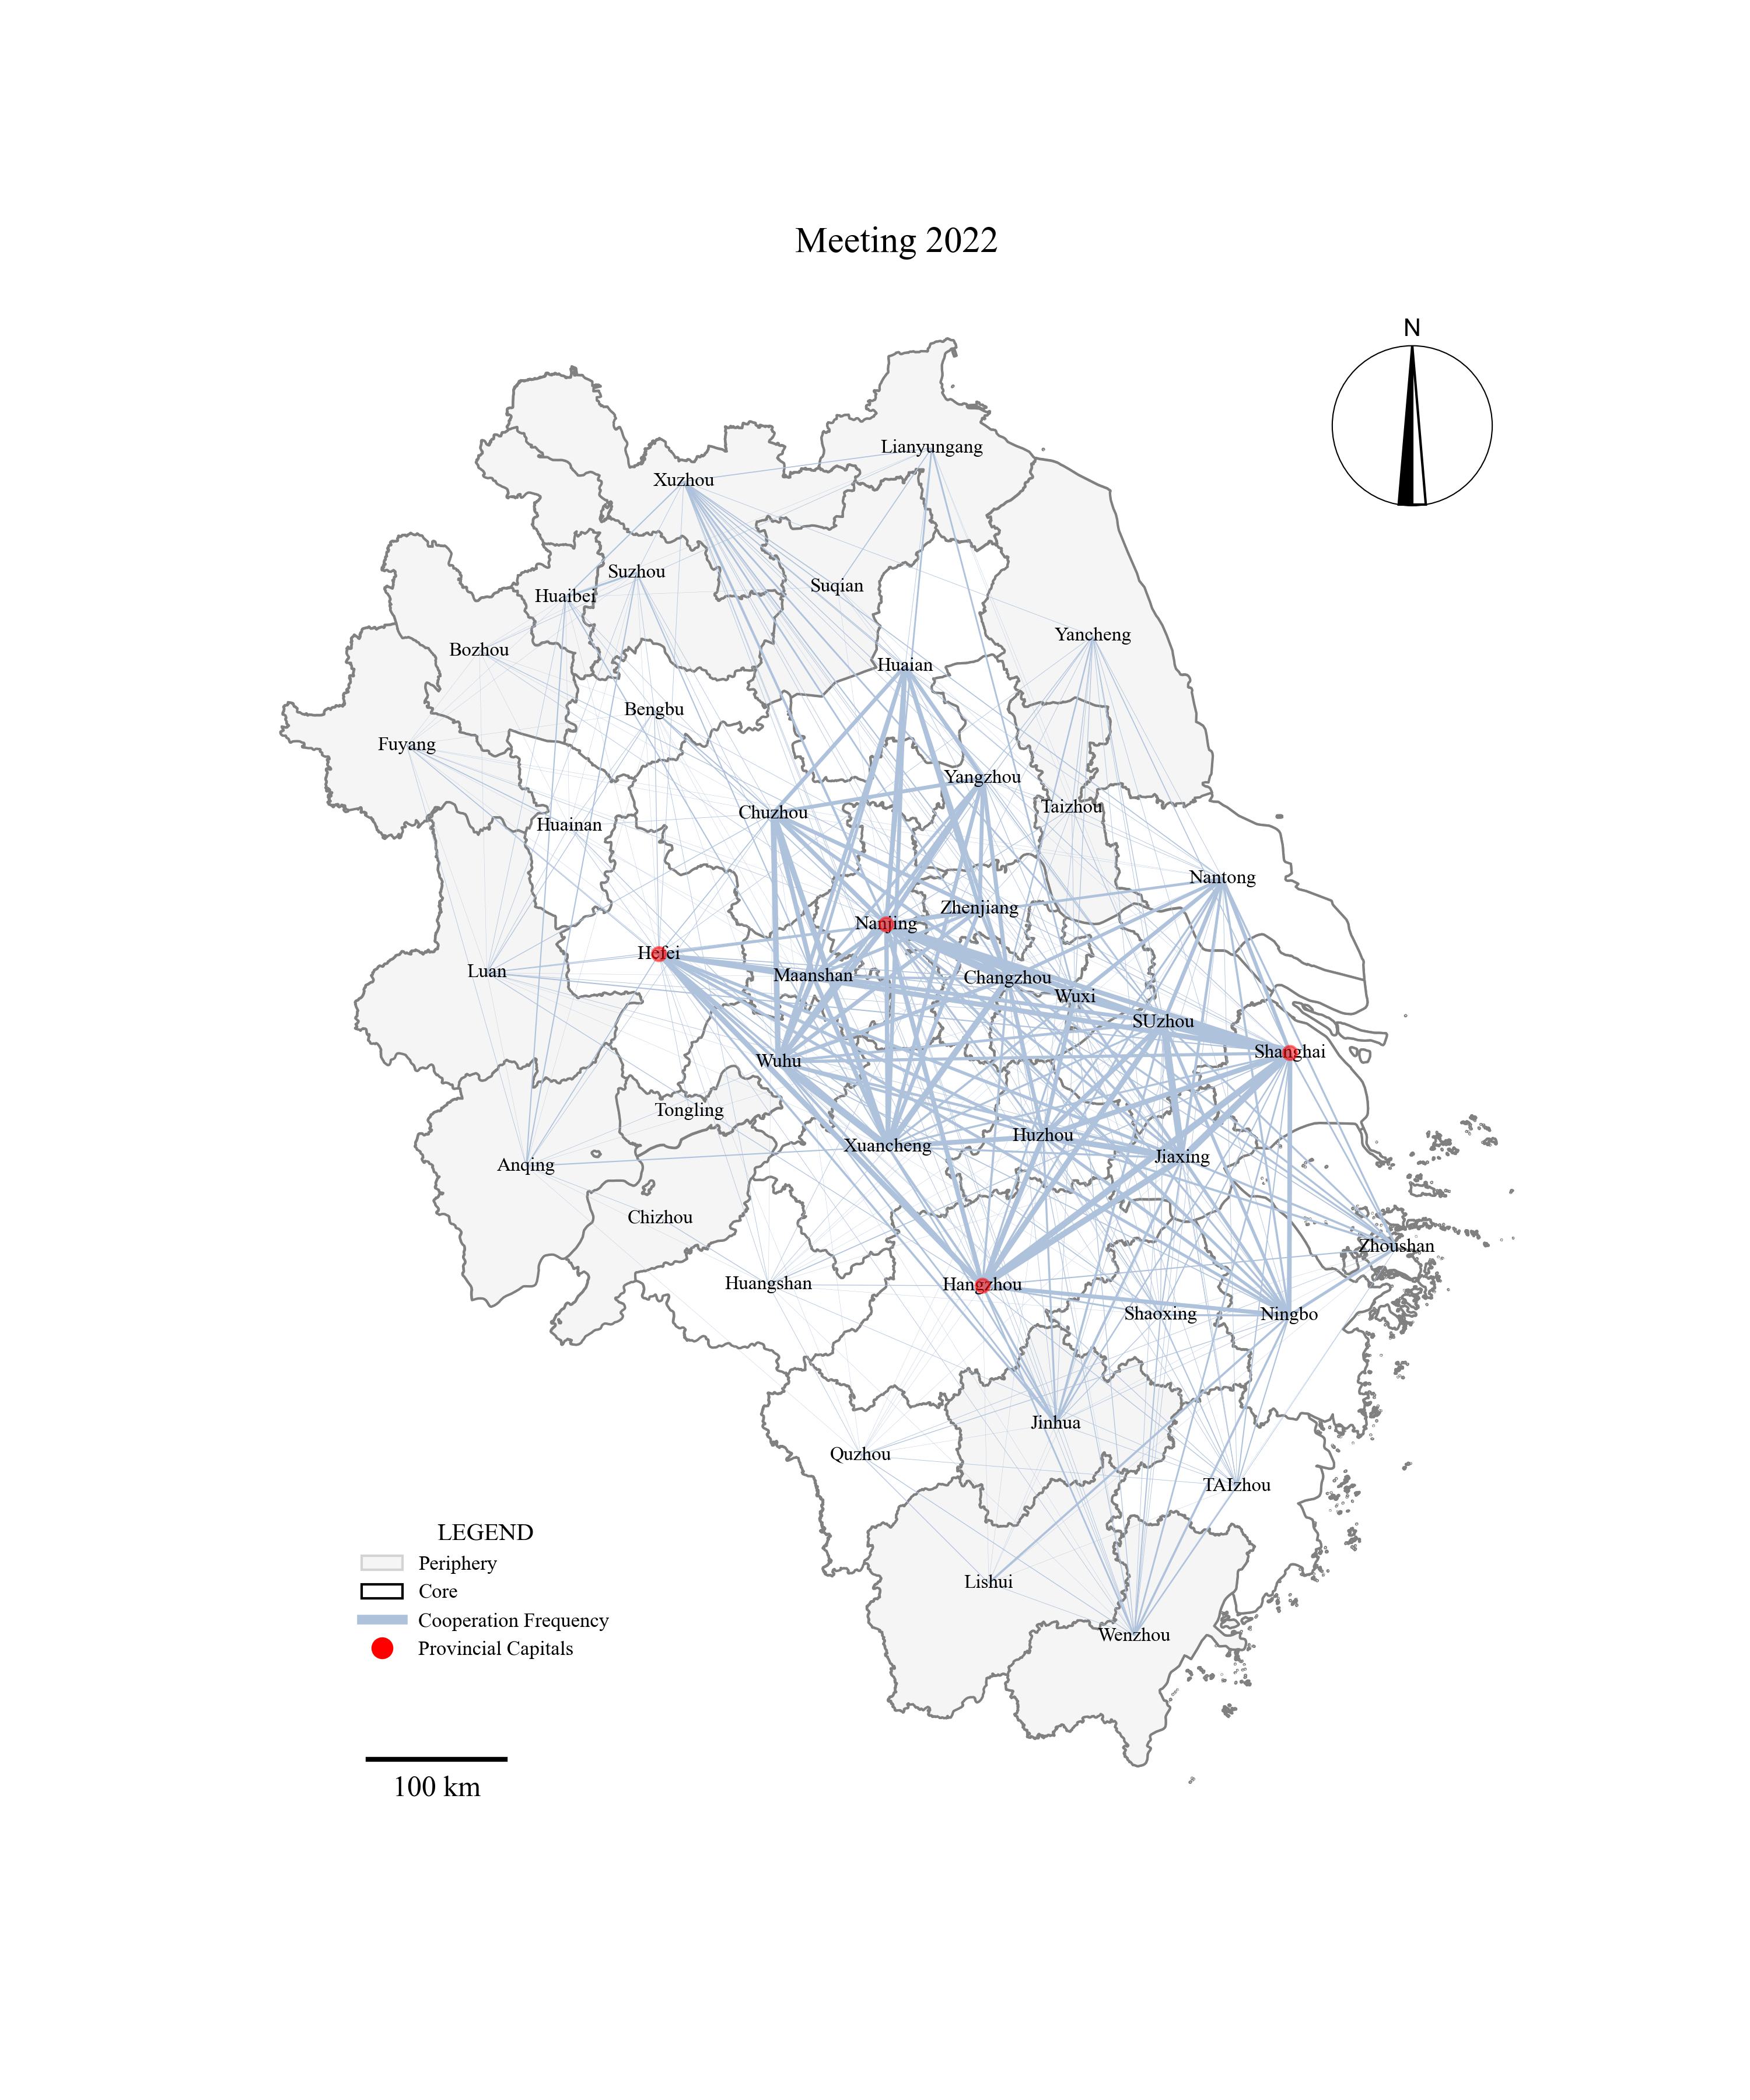 Meeting 2022
N
Lianyungang
Xuzhou
Suzhou
Suqian
Huaibei
Yancheng
Bozhou
Huaian
Bengbu
Fuyang
Yangzhou
Taizhou
Chuzhou
Huainan
Nantong
Zhenjiang
Nanjing
Hefei
Luan
Maanshan
Changzhou
Wuxi
SUzhou
Shanghai
Wuhu
Tongling
Huzhou
Xuancheng
Jiaxing
Anqing
Chizhou
Zhoushan
Huangshan
Hangzhou
Shaoxing
Ningbo
Jinhua
Quzhou
TAIzhou
Lishui
Wenzhou
LEGEND
Periphery
Core
Cooperation Frequency
Provincial Capitals
100 km